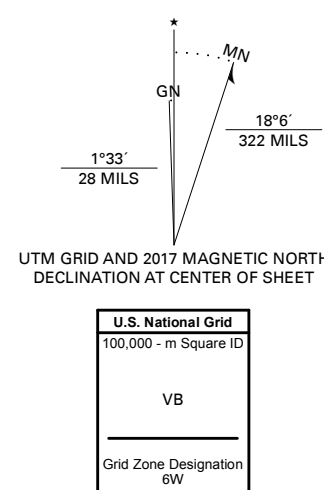 ★
MN
GN
18°6´
322 MILS
1°33´
28 MILS
UTM GRID AND 2017 MAGNETIC NORTH
DECLINATION AT CENTER OF SHEET
U.S. National Grid
100,000 - m Square ID
VB
Grid Zone Designation
6W